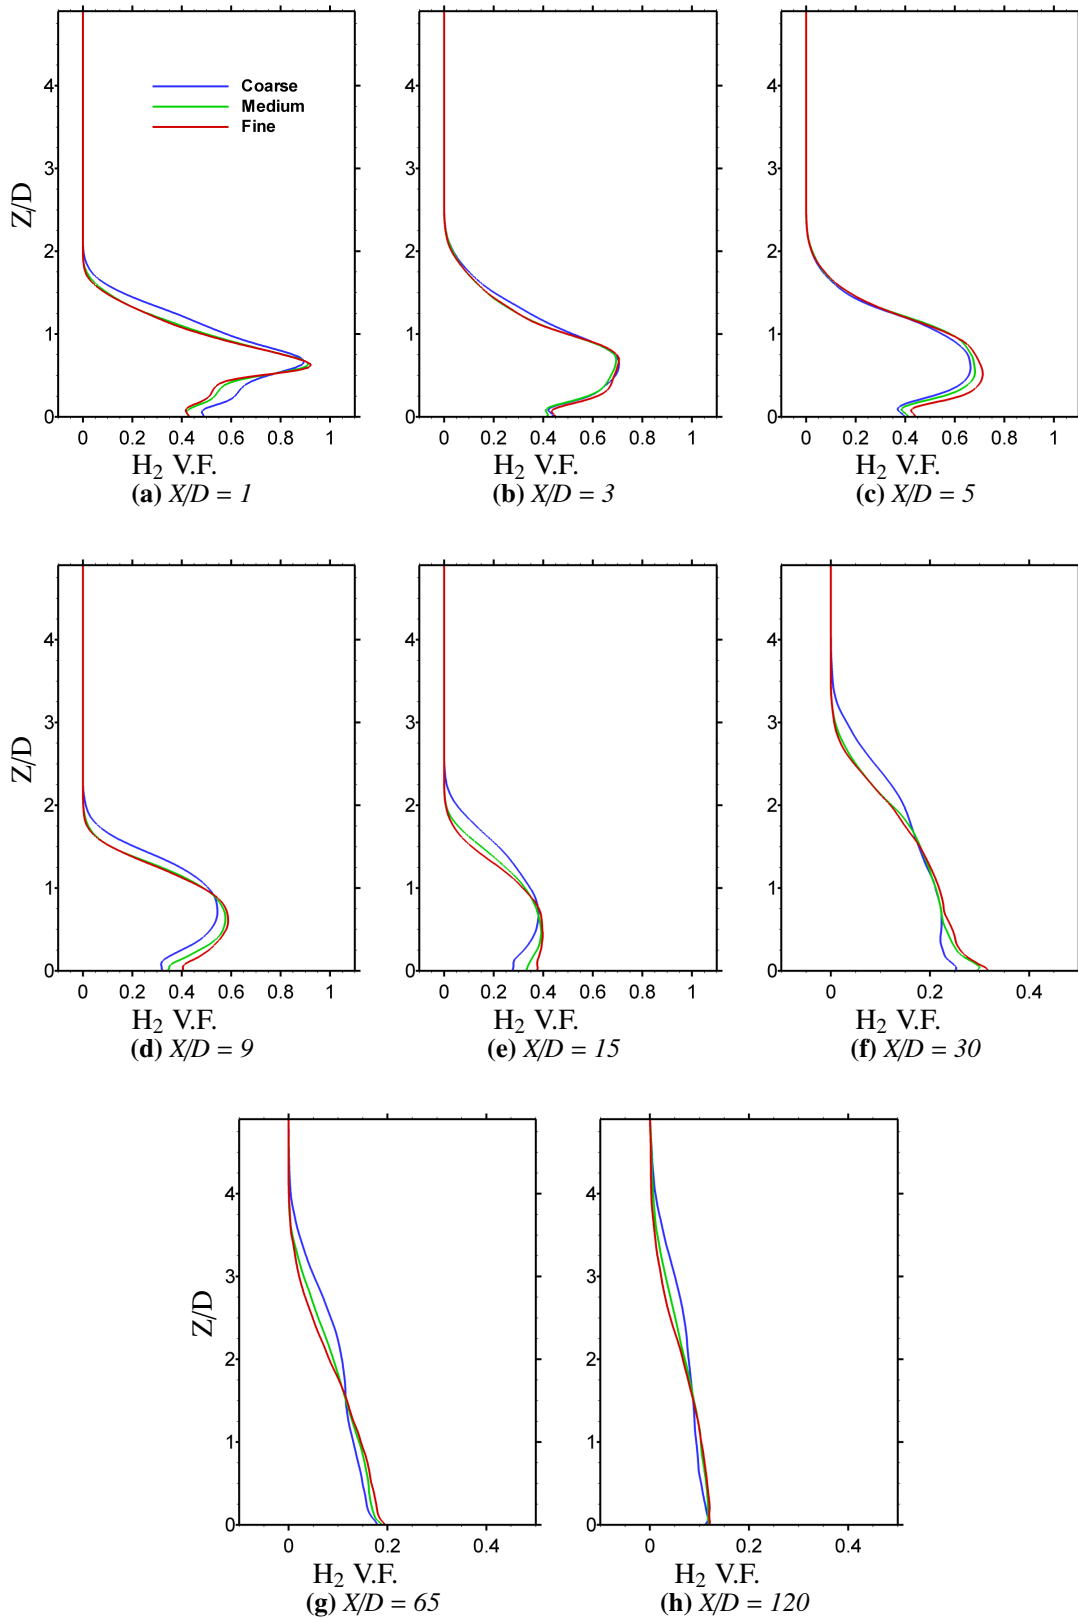 Coarse
Medium
Fine
Z/D
4
3
2
1
0
0 0.2 0.4 0.6 0.8 1
H₂ V.F.
(a) X/D = 1
4
3
2
1
0
0 0.2 0.4 0.6 0.8 1
H₂ V.F.
(b) X/D = 3
4
3
2
1
0
0 0.2 0.4 0.6 0.8 1
H₂ V.F.
(c) X/D = 5
Z/D
4
3
2
1
0
0 0.2 0.4 0.6 0.8 1
H₂ V.F.
(d) X/D = 9
4
3
2
1
0
0 0.2 0.4 0.6 0.8 1
H₂ V.F.
(e) X/D = 15
4
3
2
1
0
0 0.2 0.4
H₂ V.F.
(f) X/D = 30
Z/D
4
3
2
1
0
0 0.2 0.4
H₂ V.F.
(g) X/D = 65
4
3
2
1
0
0 0.2 0.4
H₂ V.F.
(h) X/D = 120